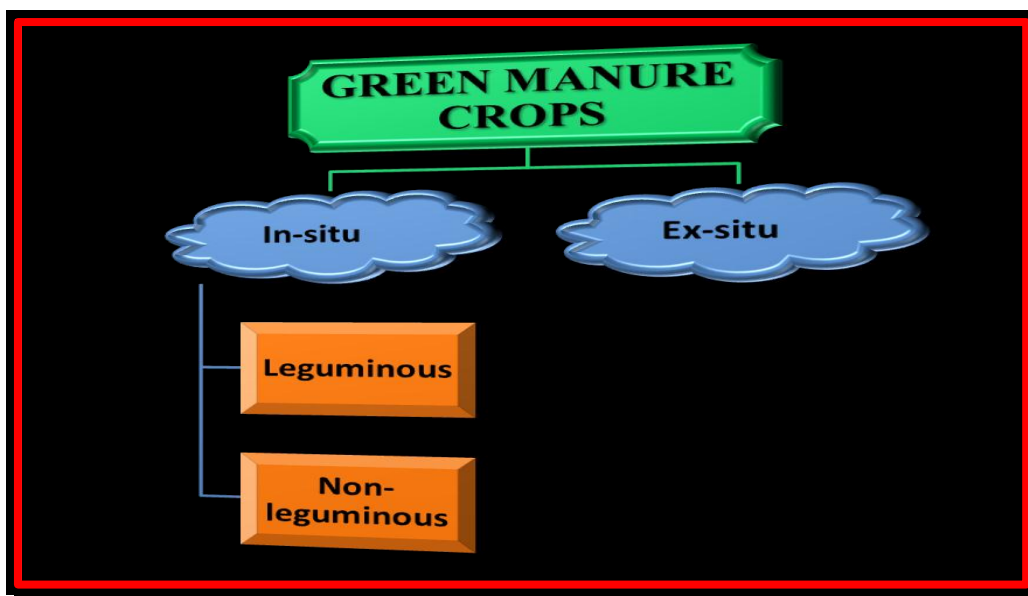 GREEN MANURE
CROPS
In-situ
Ex-situ
Leguminous
Non-
leguminous